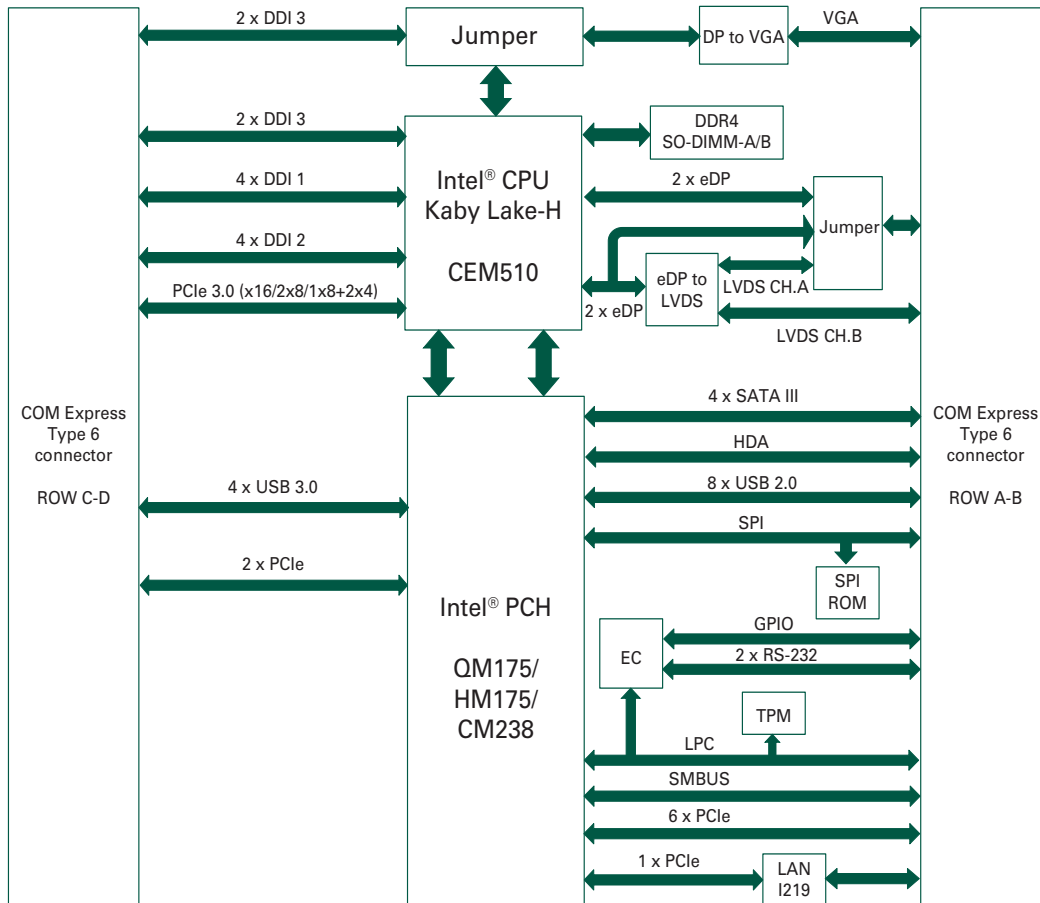 2 x DDI 3
Jumper
DP to VGA
VGA
2 x DDI 3
4 x DDI 1
4 x DDI 2
PCIe 3.0 (x16/2x8/1x8+2x4)
Intel® CPU
Kaby Lake-H
CEM510
DDR4
SO-DIMM-A/B
2 x eDP
Jumper
2 x eDP
eDP to
LVDS
LVDS CH.A
LVDS CH.B
COM Express
Type 6
connector
ROW C-D
4 x USB 3.0
2 x PCIe
Intel® PCH
QM175/
HM175/
CM238
4 x SATA III
HDA
8 x USB 2.0
SPI
SPI
ROM
EC
GPIO
2 x RS-232
TPM
LPC
SMBUS
6 x PCIe
1 x PCIe
LAN
I219
COM Express
Type 6
connector
ROW A-B